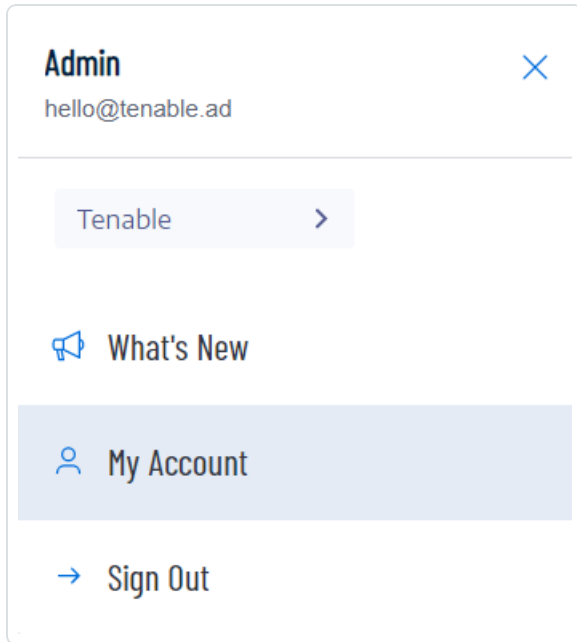 Admin
hello@tenable.ad
Tenable
What's New
My Account
Sign Out